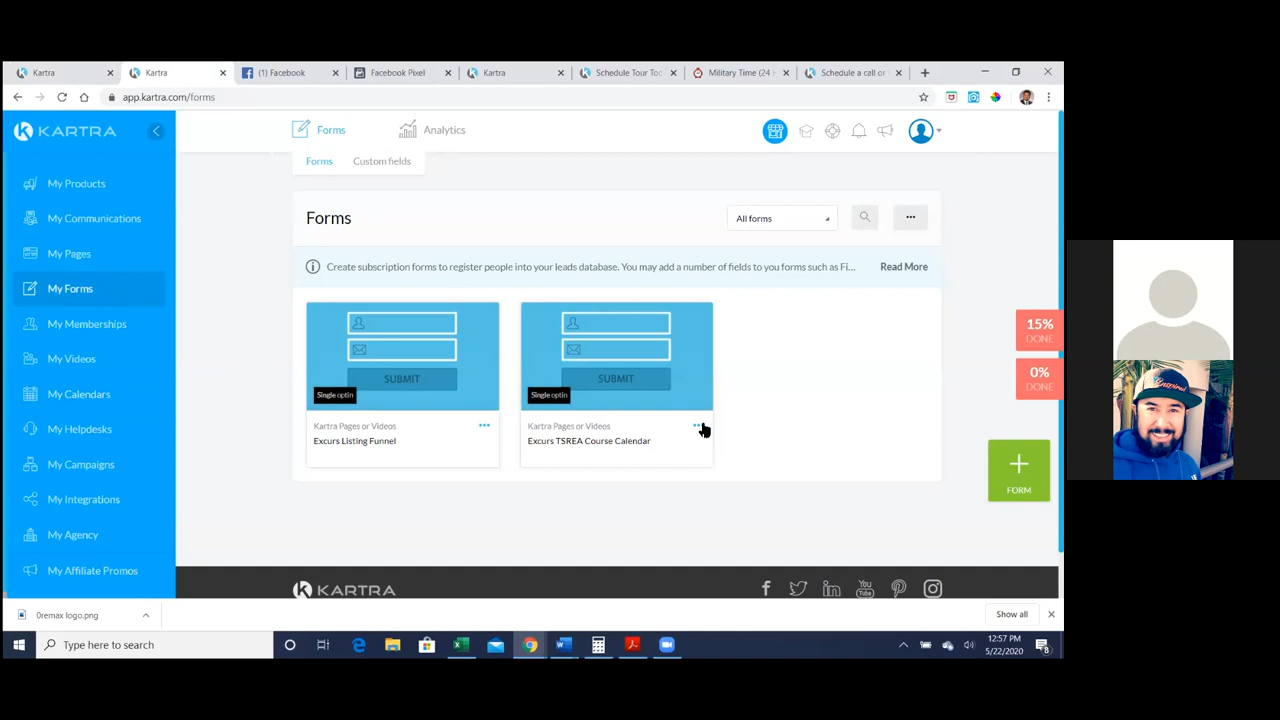 Kartra
Kartra
(1) Facebook
Facebook Pixel
Kartra
Schedule Tour Too
Military Time (24 H
Schedule a call or
app.kartra.com/forms
KARTRA
Forms
Analytics
Forms
Custom fields
My Products
My Communications
My Pages
My Forms
My Memberships
My Videos
My Calendars
My Helpdesks
My Campaigns
My Integrations
My Agency
My Affiliate Promos
Forms
All forms
Create subscription forms to register people into your leads database. You may add a number of fields to you forms such as Fi...
Read More
SUBMIT
Single optin
Kartra Pages or Videos
Excurs Listing Funnel
SUBMIT
Single optin
Kartra Pages or Videos
Excurs TSREA Course Calendar
15%
DONE
0%
DONE
FORM
KARTRA
You
Tube
0remax logo.png
Show all
Type here to search
12:57 PM
5/22/2020
8
Inspired